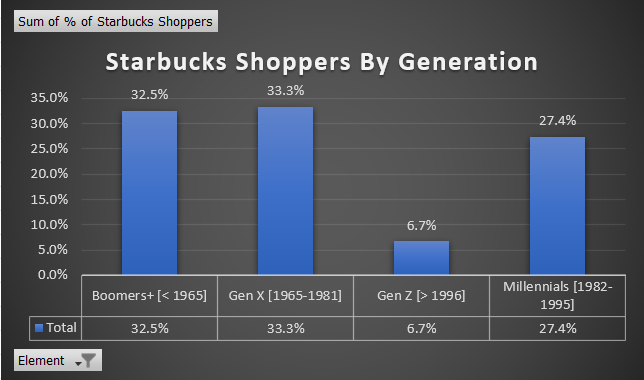 Sum of % of Starbucks Shoppers
Starbucks Shoppers By Generation
35.0%
30.0%
25.0%
20.0%
15.0%
10.0%
5.0%
0.0%
32.5%
33.3%
6.7%
27.4%
Boomers+ [< 1965]
Gen X [1965-1981]
Gen Z [> 1996]
Millennials [1982-
1995]
Total 32.5% 33.3% 6.7% 27.4%
Element